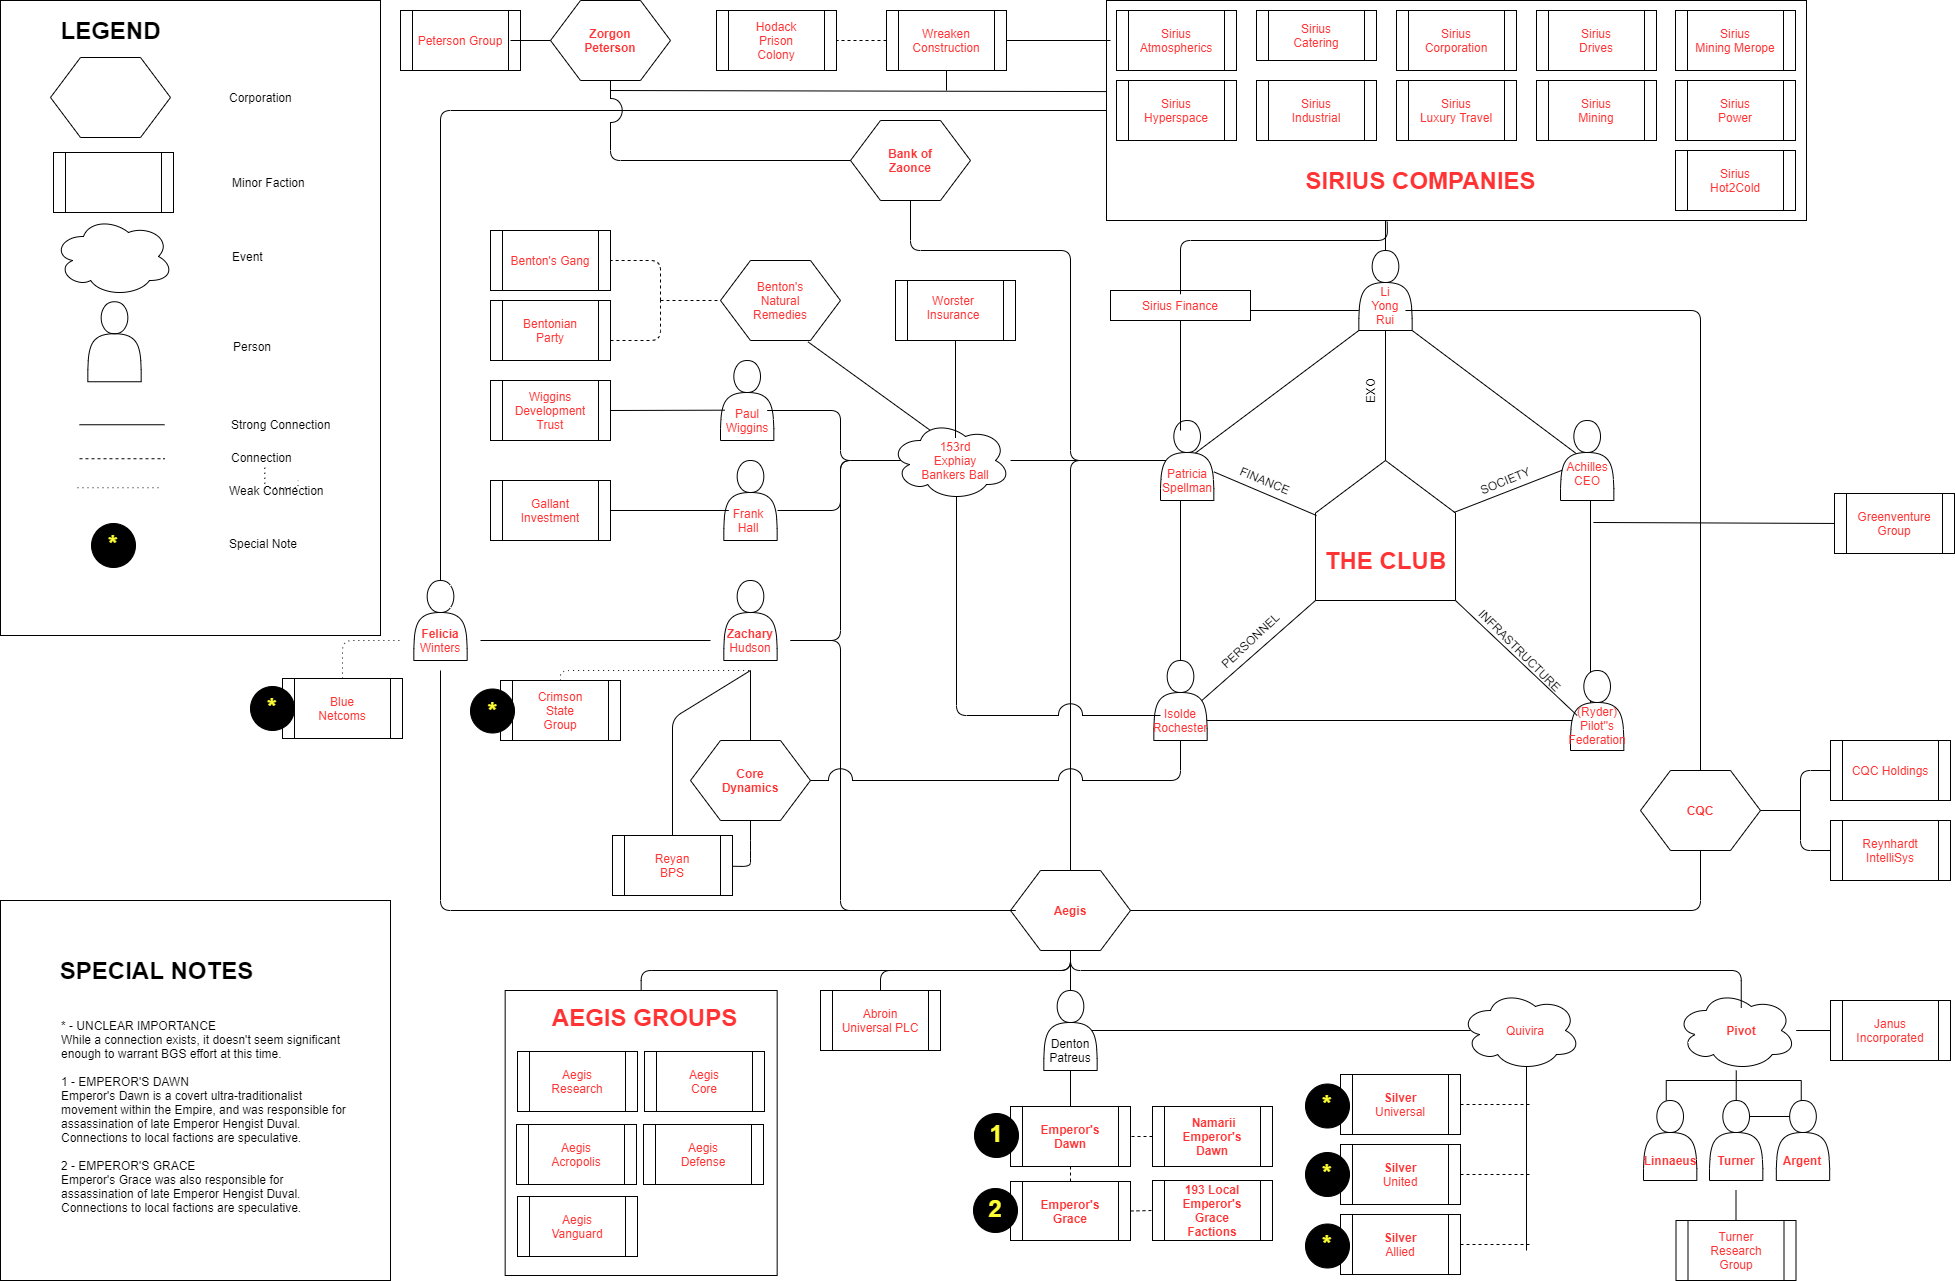 LEGEND
Corporation
Minor Faction
Event
Person
Strong Connection
Connection
Weak Connection
*
Special Note
Peterson Group
Zorgon
Peterson
Hodack
Prison
Colony
Wreaken
Construction
Sirius
Atmospherics
Sirius
Catering
Sirius
Corporation
Sirius
Drives
Sirius
Mining Merope
Sirius
Hyperspace
Sirius
Industrial
Sirius
Luxury Travel
Sirius
Mining
Sirius
Power
SIRIUS COMPANIES
Sirius
Hot2Cold
Bank of
Zaonce
Benton's Gang
Bentonian
Party
Benton's
Natural
Remedies
Worster
Insurance
Sirius Finance
Li
Yong
Rui
Wiggins
Development
Trust
Paul
Wiggins
Gallant
Investment
Frank
Hall
153rd
Exphiay
Bankers Ball
Patricia
Spellman
EXO
FINANCE
SOCIETY
Achilles
CEO
THE CLUB
PERSONNEL
INFRASTRUCTURE
Greenventure
Group
Isolde
Rochester
(Ryder)
Pilot"s
Federation
Felicia
Winters
Zachary
Hudson
*
Blue
Netcoms
*
Crimson
State
Group
Core
Dynamics
Reyan
BPS
CQC
CQC Holdings
Reynhardt
IntelliSys
Aegis
SPECIAL NOTES
* - UNCLEAR IMPORTANCE
While a connection exists, it doesn't seem significant
enough to warrant BGS effort at this time.
1 - EMPEROR'S DAWN
Emperor's Dawn is a covert ultra-traditionalist
movement within the Empire, and was responsible for
assassination of late Emperor Hengist Duval.
Connections to local factions are speculative.
2 - EMPEROR'S GRACE
Emperor's Grace was also responsible for
assassination of late Emperor Hengist Duval.
Connections to local factions are speculative.
AEGIS GROUPS
Aegis
Research
Aegis
Core
Aegis
Acropolis
Aegis
Defense
Aegis
Vanguard
Abroin
Universal PLC
Denton
Patreus
Quivira
Pivot
Janus
Incorporated
1
Emperor's
Dawn
Namarii
Emperor's
Dawn
2
Emperor's
Grace
193 Local
Emperor's
Grace
Factions
*
Silver
Universal
*
Silver
United
*
Silver
Allied
Linnaeus
Turner
Argent
Turner
Research
Group